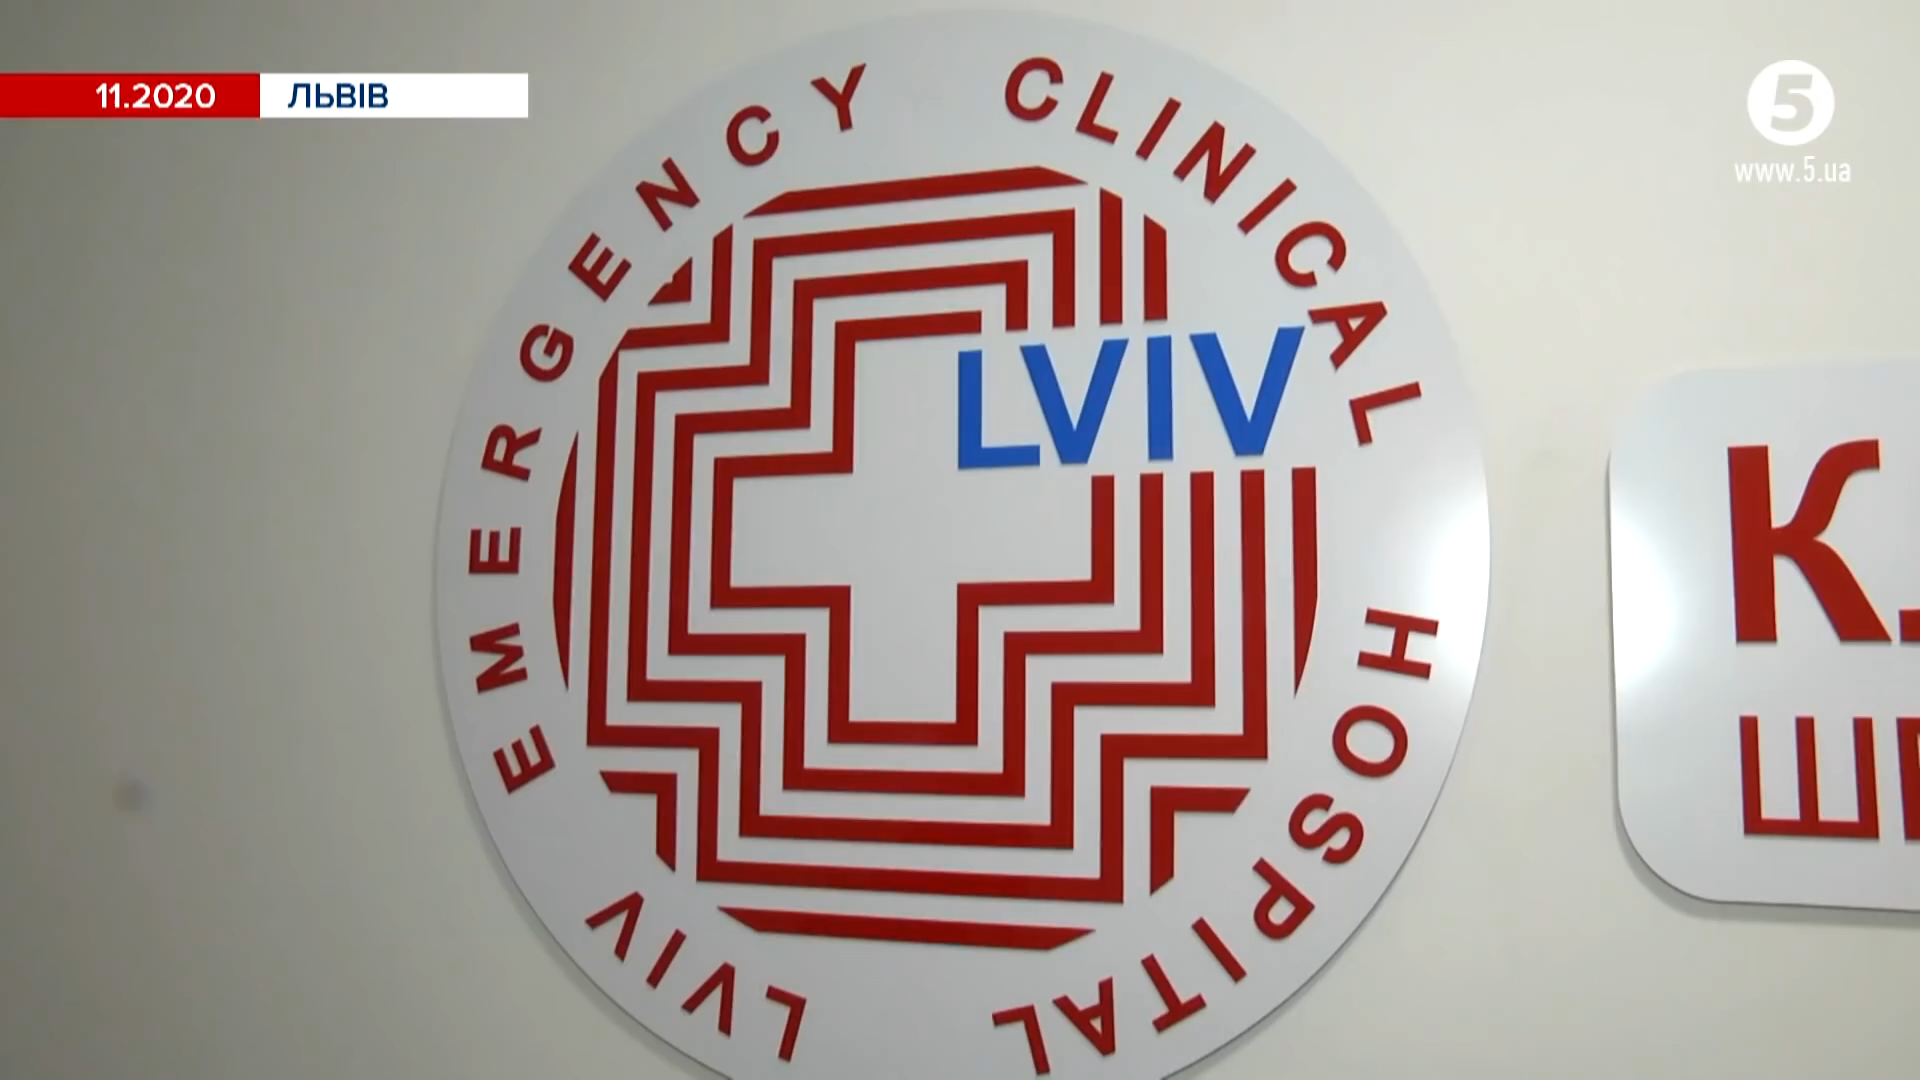 11.2020 ЛЬВІВ
5
www.5.ua
LVIV EMERGENCY CLINICAL HOSPITAL
LVIV